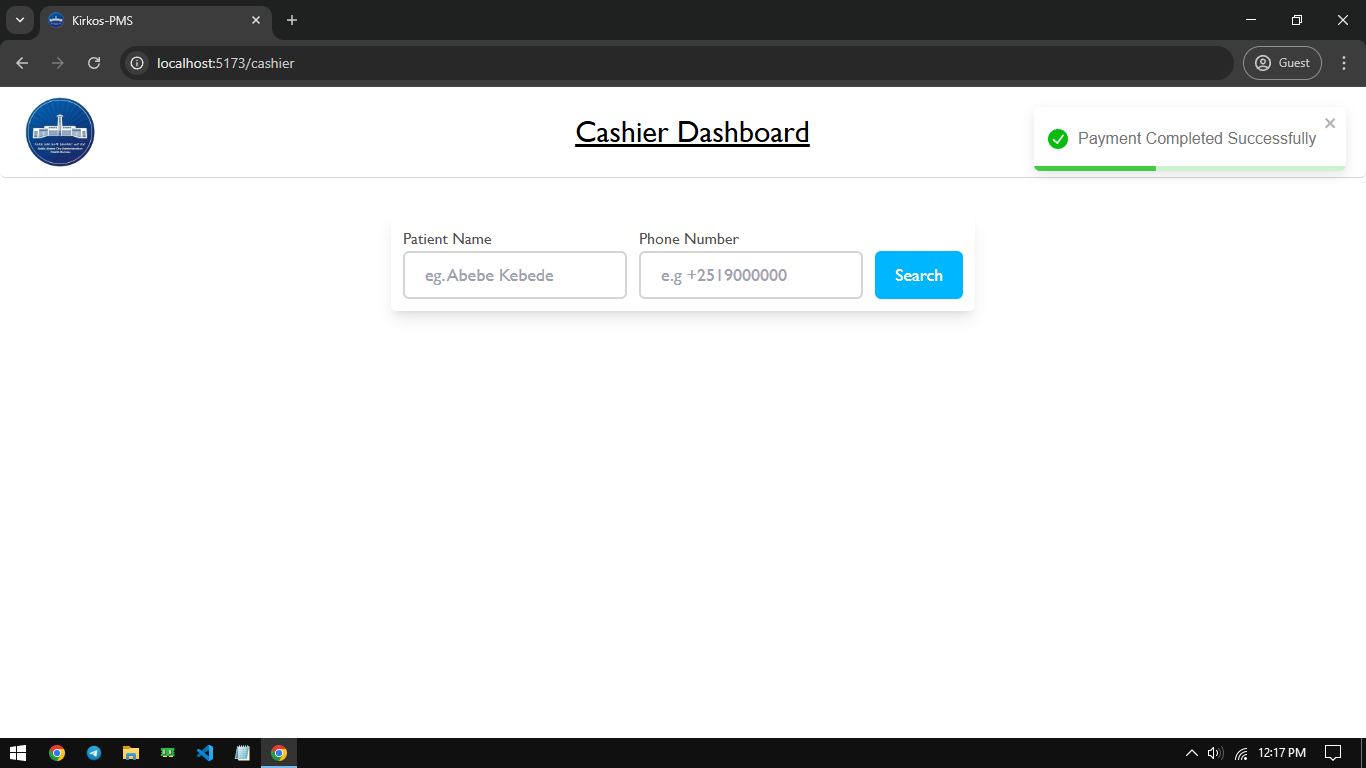 Kirkos-PMS
localhost:5173/cashier
Guest
Cashier Dashboard
Payment Completed Successfully
Patient Name
Phone Number
eg.Abebe Kebede
e.g +2519000000
Search
12:17 PM